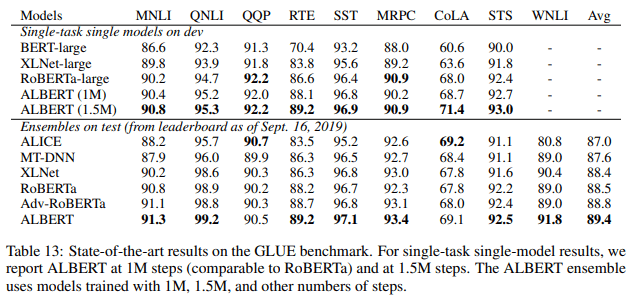 Models MNLI QNLI QQP RTE SST MRPC CoLA STS WNLI Avg
Single-task single models on dev
BERT-large 86.6 92.3 91.3 70.4 93.2 88.0 60.6 90.0 - -
XLNet-large 89.8 93.9 91.8 83.8 95.6 89.2 63.6 91.8 - -
RoBERTa-large 90.2 94.7 92.2 86.6 96.4 90.9 68.0 92.4 - -
ALBERT (1M) 90.4 95.2 92.0 88.1 96.8 90.2 68.7 92.7 - -
ALBERT (1.5M) 90.8 95.3 92.2 89.2 96.9 90.9 71.4 93.0 - -
Ensembles on test (from leaderboard as of Sept. 16, 2019)
ALICE 88.2 95.7 90.7 83.5 95.2 92.6 69.2 91.1 80.8 87.0
MT-DNN 87.9 96.0 89.9 86.3 96.5 92.7 68.4 91.1 89.0 87.6
XLNet 90.2 98.6 90.3 86.3 96.8 93.0 67.8 91.6 90.4 88.4
RoBERTa 90.8 98.9 90.2 88.2 96.7 92.3 67.8 92.2 89.0 88.5
Adv-RoBERTa 91.1 98.8 90.3 88.7 96.8 93.1 68.0 92.4 89.0 88.8
ALBERT 91.3 99.2 90.5 89.2 97.1 93.4 69.1 92.5 91.8 89.4
Table 13: State-of-the-art results on the GLUE benchmark. For single-task single-model results, we
report ALBERT at 1M steps (comparable to RoBERTa) and at 1.5M steps. The ALBERT ensemble
uses models trained with 1M, 1.5M, and other numbers of steps.